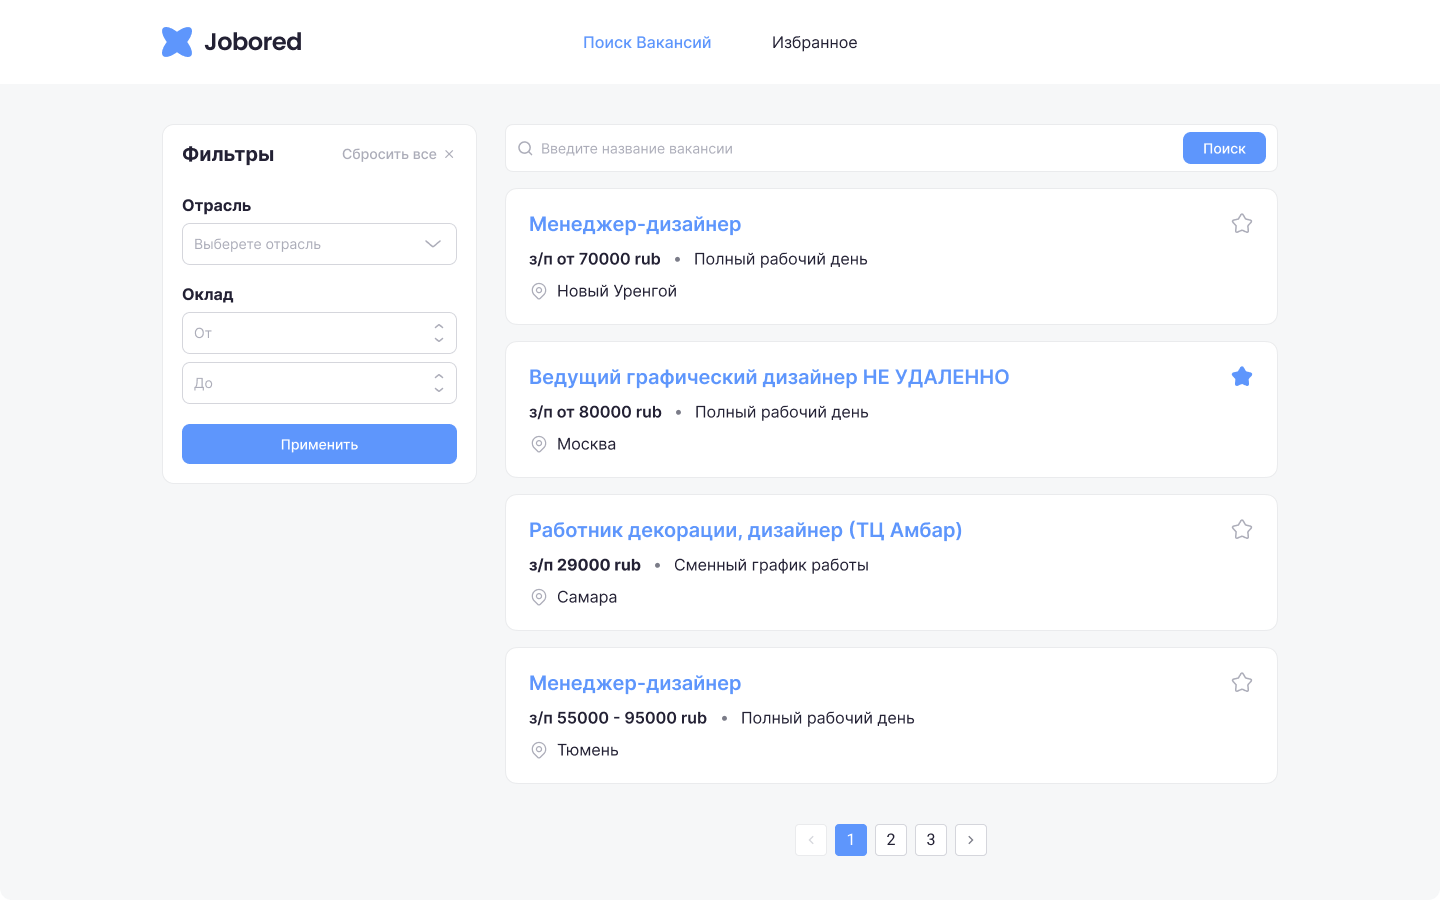 Jobored
Поиск Вакансий
Избранное
Фильтры
Сбросить все
Отрасль
Выберете отрасль
Оклад
От
До
Применить
Введите название вакансии
Поиск
Менеджер-дизайнер
з/п от 70000 rub • Полный рабочий день
Новый Уренгой
Ведущий графический дизайнер НЕ УДАЛЕННО
з/п от 80000 rub • Полный рабочий день
Москва
Работник декорации, дизайнер (ТЦ Амбар)
з/п 29000 rub • Сменный график работы
Самара
Менеджер-дизайнер
з/п 55000 - 95000 rub • Полный рабочий день
Тюмень
1 2 3